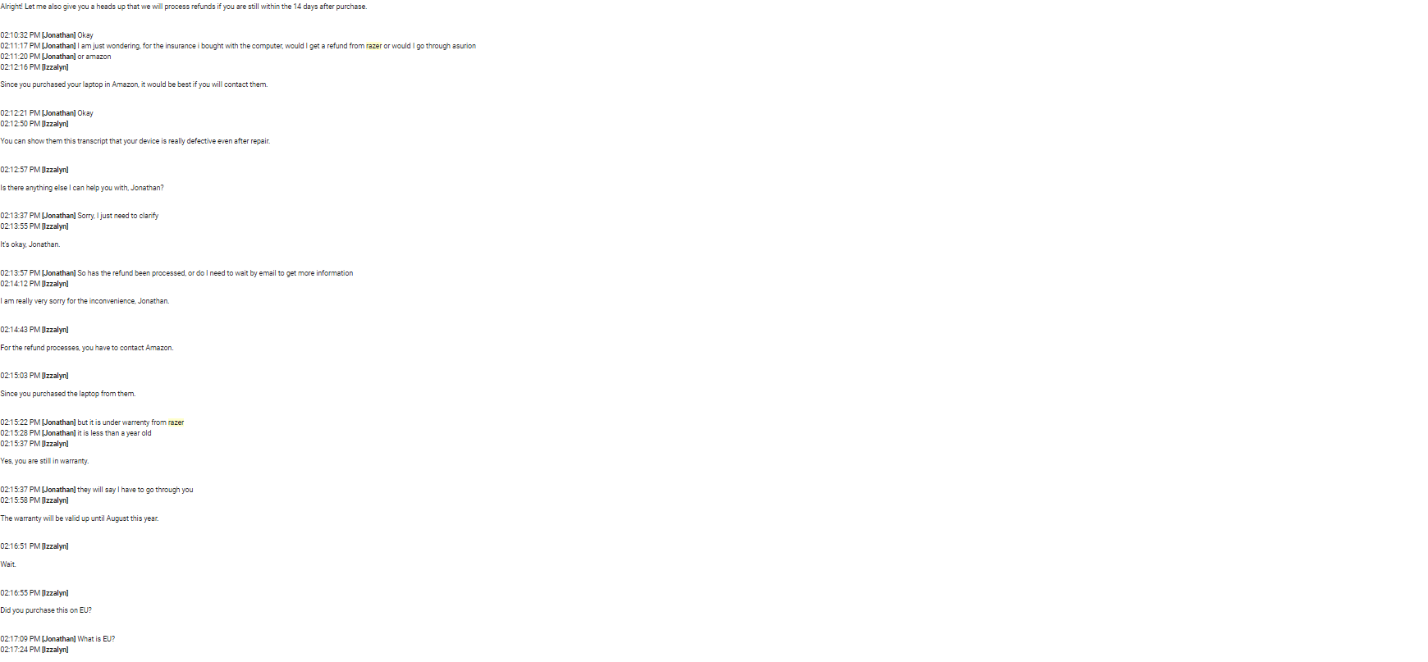 Alright! Let me also give you a heads up that we will process refunds if you are still within the 14 days after purchase.
02:10:32 PM [Jonathan] Okay
02:11:17 PM [Jonathan] I am just wondering, for the insurance i bought with the computer, would I get a refund from razer or would I go through asurion
02:11:20 PM [Jonathan] or amazon
02:12:16 PM [Izzalyn]
Since you purchased your laptop in Amazon, it would be best if you will contact them.
02:12:21 PM [Jonathan] Okay
02:12:50 PM [Izzalyn]
You can show them this transcript that your device is really defective even after repair.
02:12:57 PM [Izzalyn]
Is there anything else I can help you with, Jonathan?
02:13:37 PM [Jonathan] Sorry, I just need to clarify
02:13:55 PM [Izzalyn]
It's okay, Jonathan.
02:13:57 PM [Jonathan] So has the refund been processed, or do I need to wait by email to get more information
02:14:12 PM [Izzalyn]
I am really very sorry for the inconvenience, Jonathan.
02:14:43 PM [Izzalyn]
For the refund processes, you have to contact Amazon.
02:15:03 PM [Izzalyn]
Since you purchased the laptop from them.
02:15:22 PM [Jonathan] but it is under warrenty from razer
02:15:28 PM [Jonathan] it is less than a year old
02:15:37 PM [Izzalyn]
Yes, you are still in warranty.
02:15:37 PM [Jonathan] they will say I have to go through you
02:15:58 PM [Izzalyn]
The warranty will be valid up until August this year.
02:16:51 PM [Izzalyn]
Wait.
02:16:55 PM [Izzalyn]
Did you purchase this on EU?
02:17:09 PM [Jonathan] What is EU?
02:17:24 PM [Izzalyn]